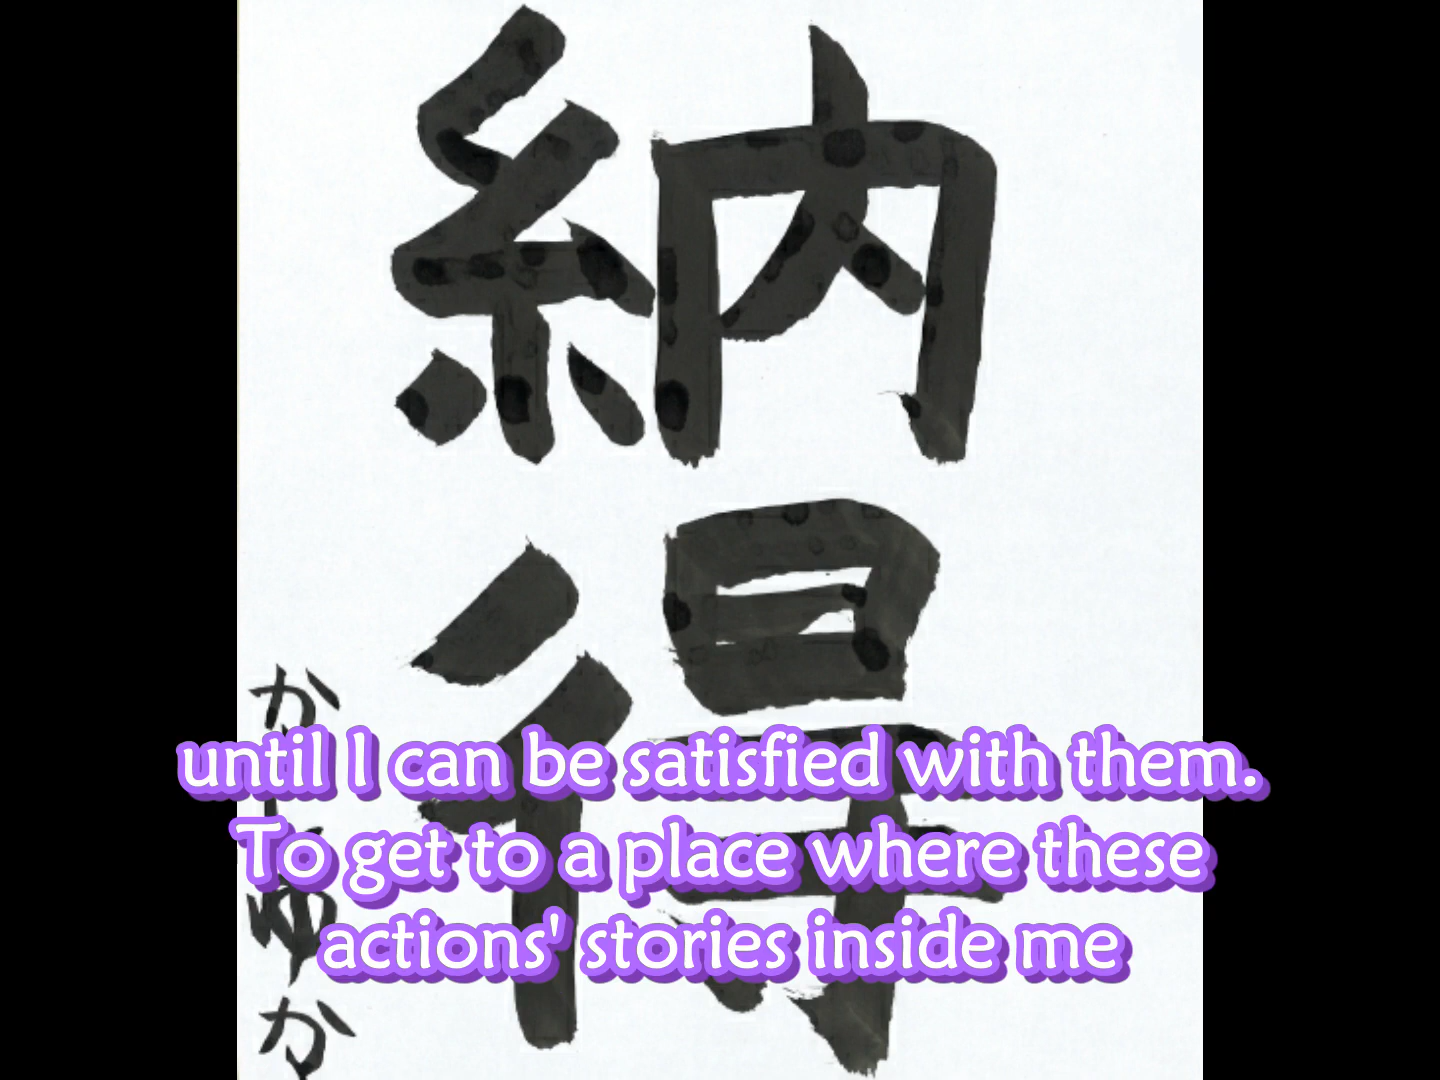 納得
until I can be satisfied with them.
To get to a place where these
actions' stories inside me